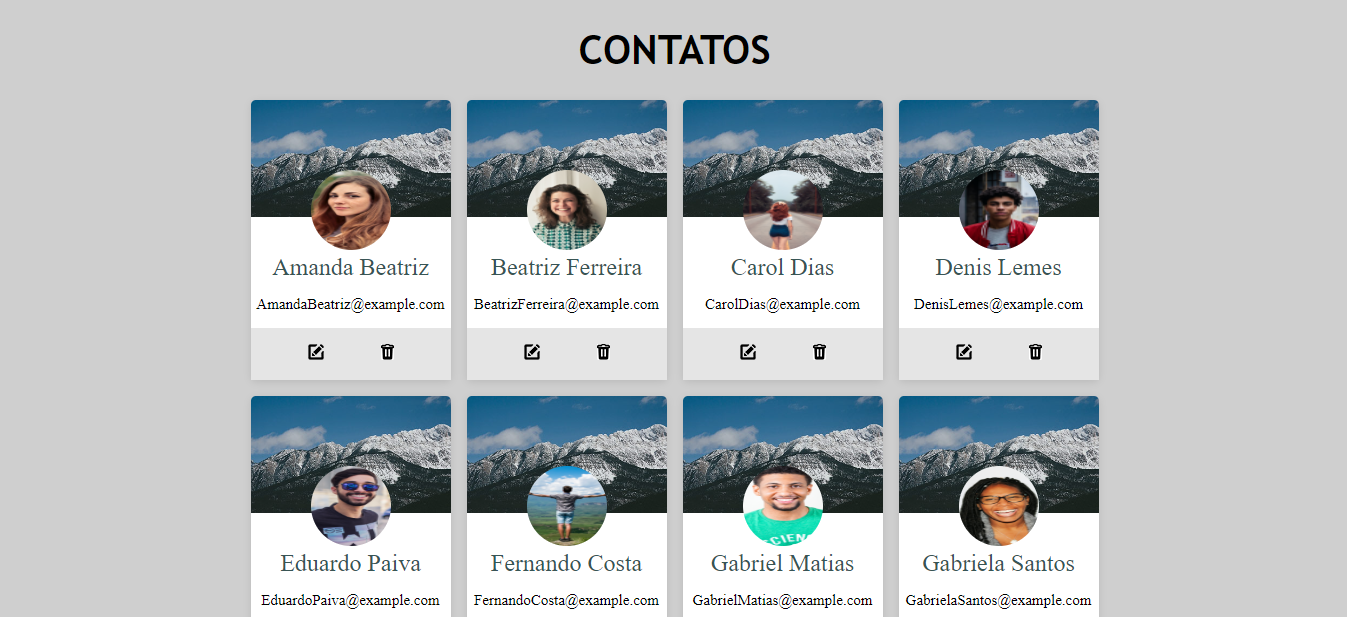 CONTATOS
Amanda Beatriz
AmandaBeatriz@example.com
Beatriz Ferreira
BeatrizFerreira@example.com
Carol Dias
CarolDias@example.com
Denis Lemes
DenisLemes@example.com
Eduardo Paiva
EduardoPaiva@example.com
Fernando Costa
FernandoCosta@example.com
Gabriel Matias
GabrielMatias@example.com
Gabriela Santos
GabrielaSantos@example.com